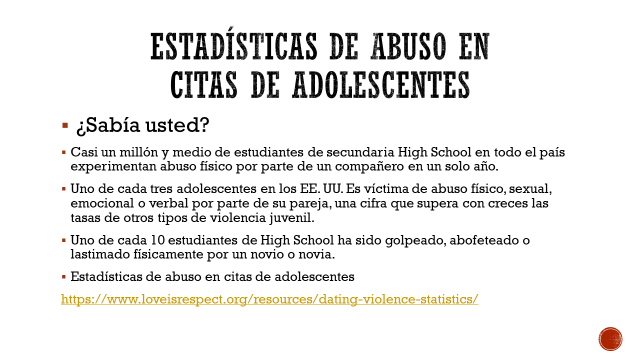 ESTADÍSTICAS DE ABUSO EN
CITAS DE ADOLESCENTES
▪ ¿Sabía usted?
▪ Casi un millón y medio de estudiantes de secundaria High School en todo el país
experimentan abuso físico por parte de un compañero en un solo año.
▪ Uno de cada tres adolescentes en los EE. UU. Es víctima de abuso físico, sexual,
emocional o verbal por parte de su pareja, una cifra que supera con creces las
tasas de otros tipos de violencia juvenil.
▪ Uno de cada 10 estudiantes de High School ha sido golpeado, abofeteado o
lastimado físicamente por un novio o novia.
▪ Estadísticas de abuso en citas de adolescentes
https://www.loveisrespect.org/resources/dating-violence-statistics/